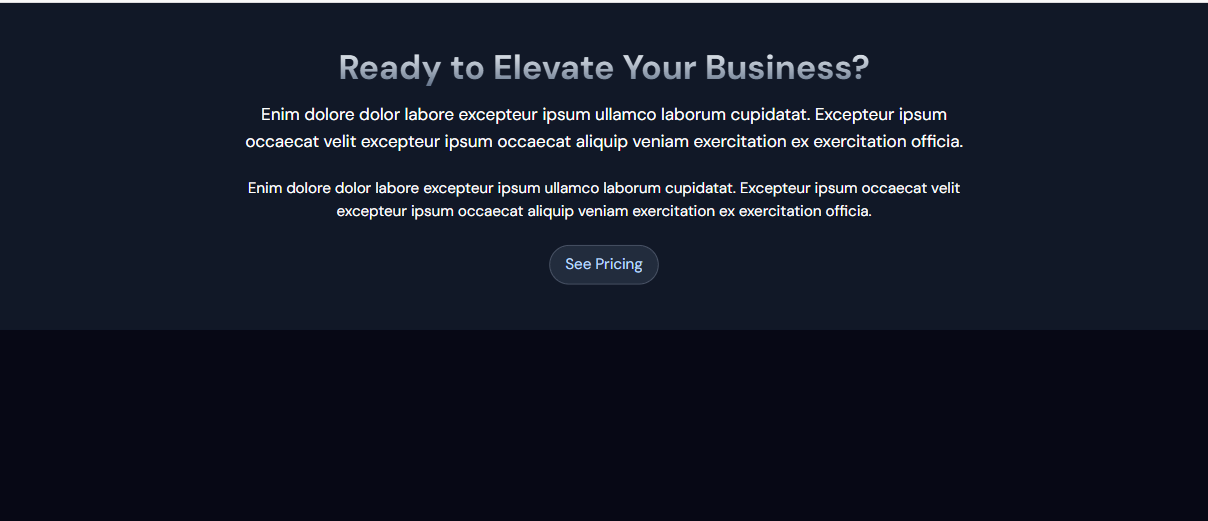 Ready to Elevate Your Business?
Enim dolore dolor labore excepteur ipsum ullamco laborum cupidatat. Excepteur ipsum
occaecat velit excepteur ipsum occaecat aliquip veniam exercitation ex exercitation officia.
Enim dolore dolor labore excepteur ipsum ullamco laborum cupidatat. Excepteur ipsum occaecat velit
excepteur ipsum occaecat aliquip veniam exercitation ex exercitation officia.
See Pricing